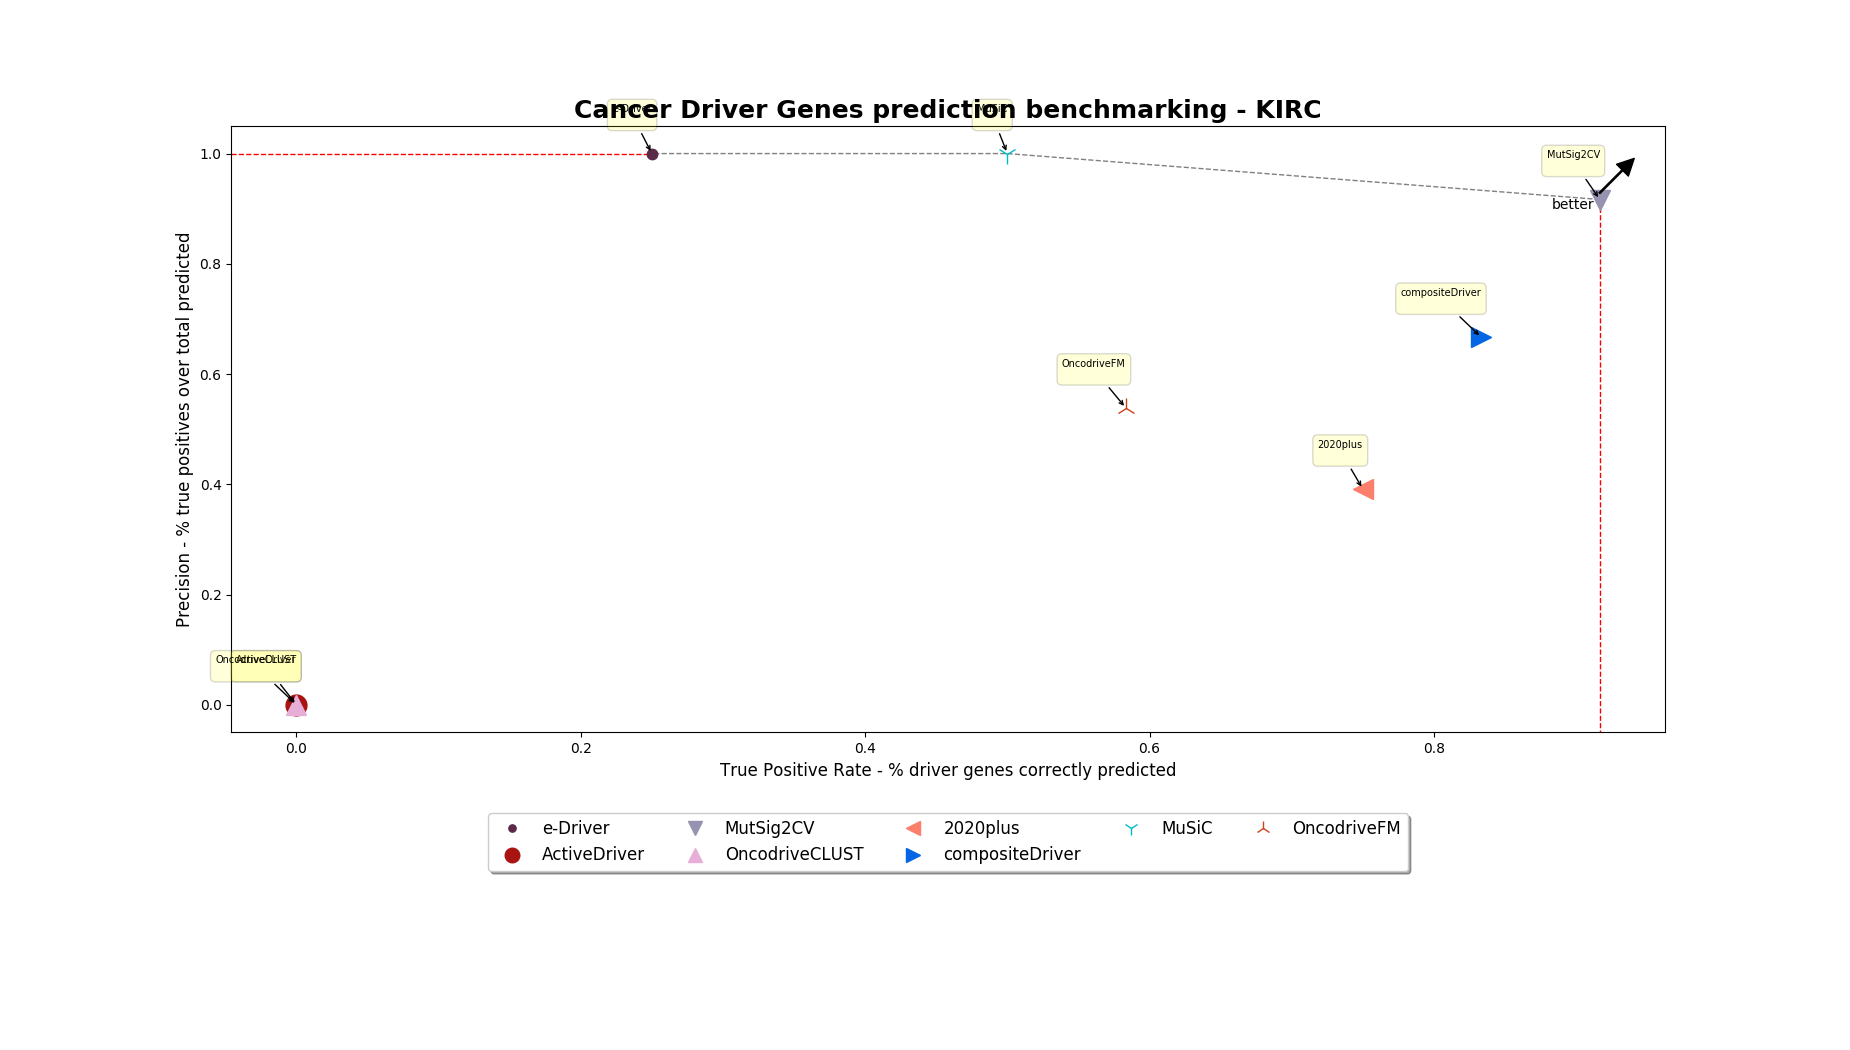 Cancer Driver Genes prediction benchmarking - KIRC
MutSig2CV
better
compositeDriver
OncodriveFM
2020plus
ActiveDriver
Precision - % true positives over total predicted
1.0
0.8
0.6
0.4
0.2
0.0
0.0 0.2 0.4 0.6 0.8
True Positive Rate - % driver genes correctly predicted
e-Driver MutSig2CV 2020plus MuSiC OncodriveFM
ActiveDriver OncodriveCLUST compositeDriver